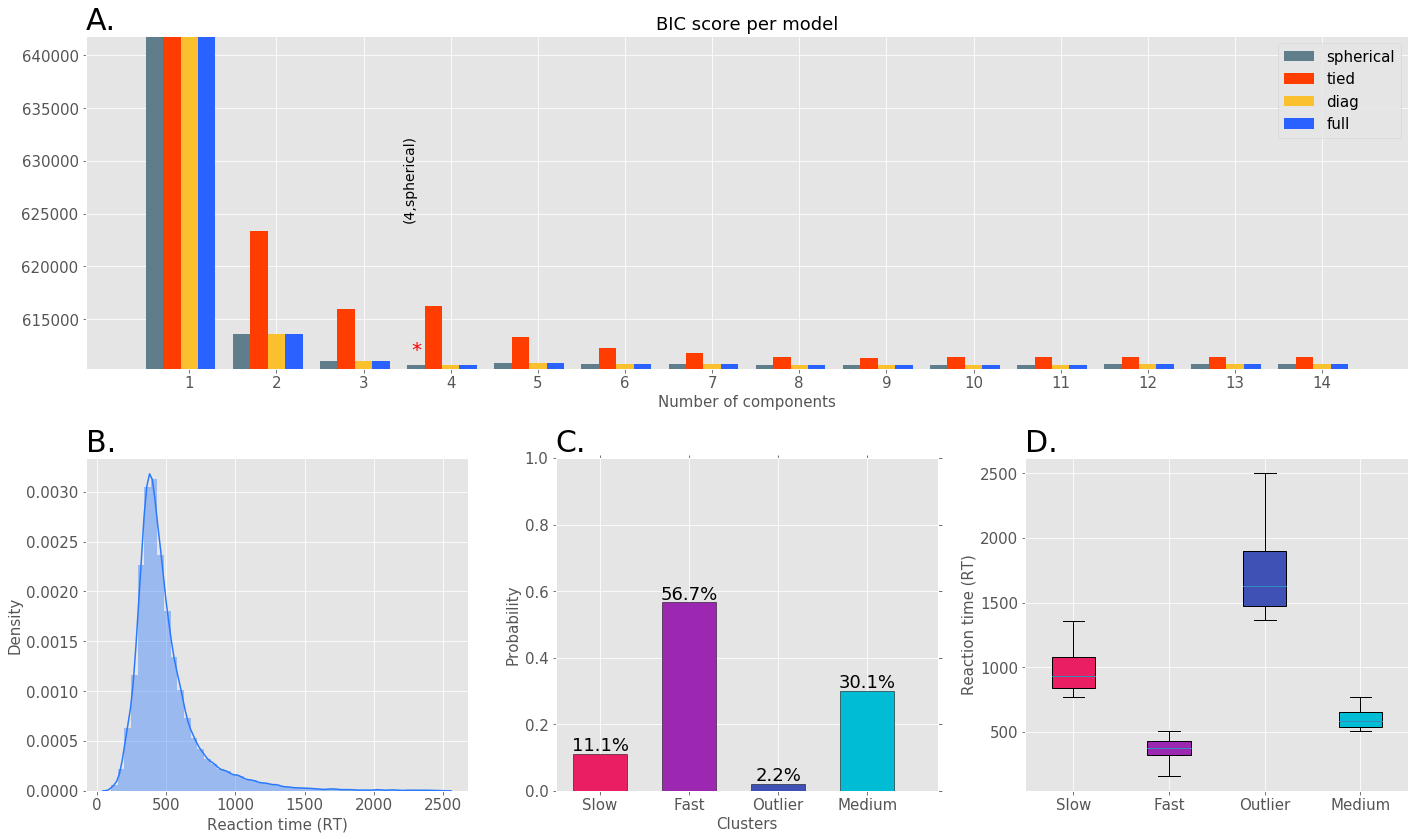 A.
BIC score per model
640000
635000
630000
625000
620000
615000
spherical
tied
diag
full
(4,spherical)
*
1 2 3 4 5 6 7 8 9 10 11 12 13 14
Number of components
B.
Density
0.0030
0.0025
0.0020
0.0015
0.0010
0.0005
0.0000
0 500 1000 1500 2000 2500
Reaction time (RT)
C.
Probability
1.0
0.8
0.6
0.4
0.2
0.0
11.1%
56.7%
2.2%
30.1%
Slow Fast Outlier Medium
Clusters
D.
Reaction time (RT)
2500
2000
1500
1000
500
Slow Fast Outlier Medium